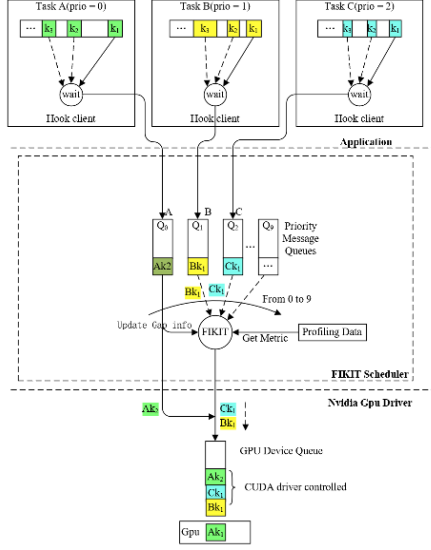 Task A(prio=0)
Task B(prio=1)
Task C(prio=2)
... k3 k2 k1
... k3 k2 k1
... k3 k2 k1
wait
wait
wait
Hook client
Hook client
Hook client
Application
A B C
Q0 Q1 Q2 ... Q9
Priority
Message
Queues
Ak2 Bk1 Ck1 ...
Bk1 Ck1
From 0 to 9
Update Gap info
FIKIT
Get Metric
Profiling Data
FIKIT Scheduler
Nvidia Gpu Driver
Ak2
Ck1
Bk1
GPU Device Queue
Ak2
Ck1
Bk1
CUDA driver controlled
Gpu Ak1